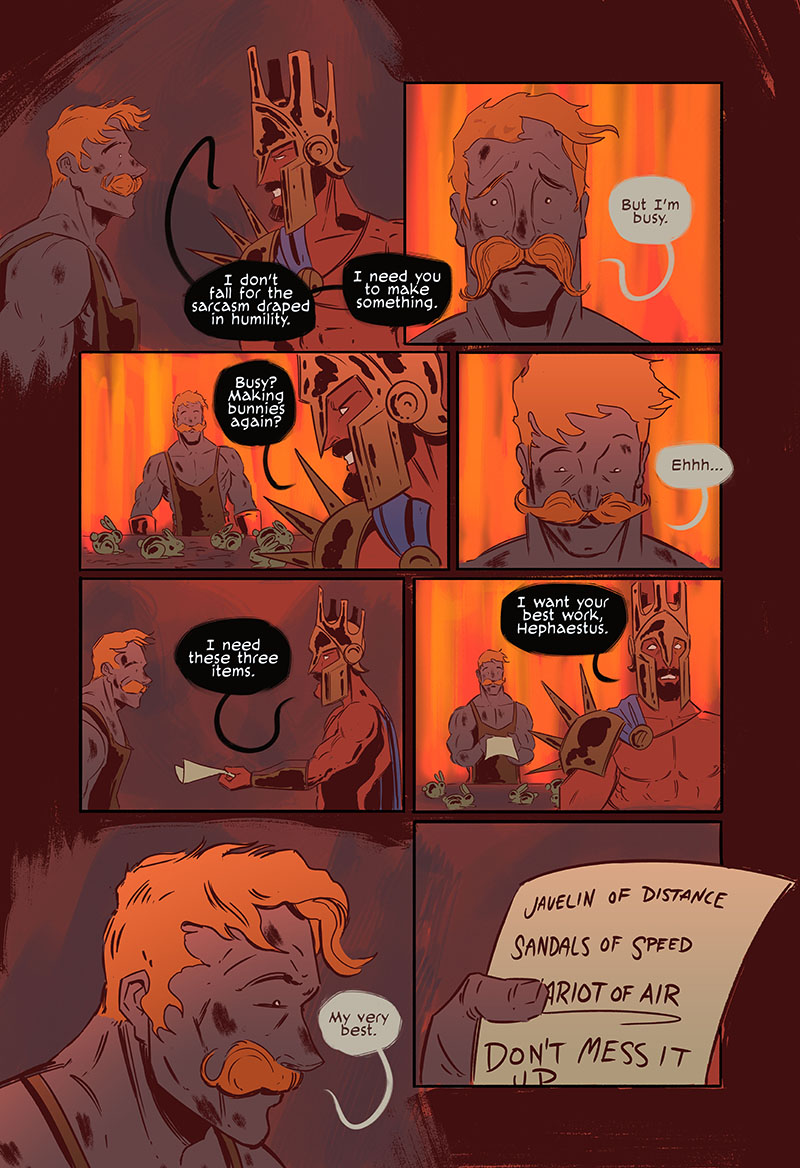 I don't
fall for the
sarcasm draped
in humility.
I need you
to make
something.
But I'm
busy.
Busy?
Making
bunnies
again?
Ehhh...
I need
these three
items.
I want your
best work,
Hephaestus.
My very
best.
JAVELIN OF DISTANCE
SANDALS OF SPEED
ARIOT OF AIR
DON'T MESS IT
UP